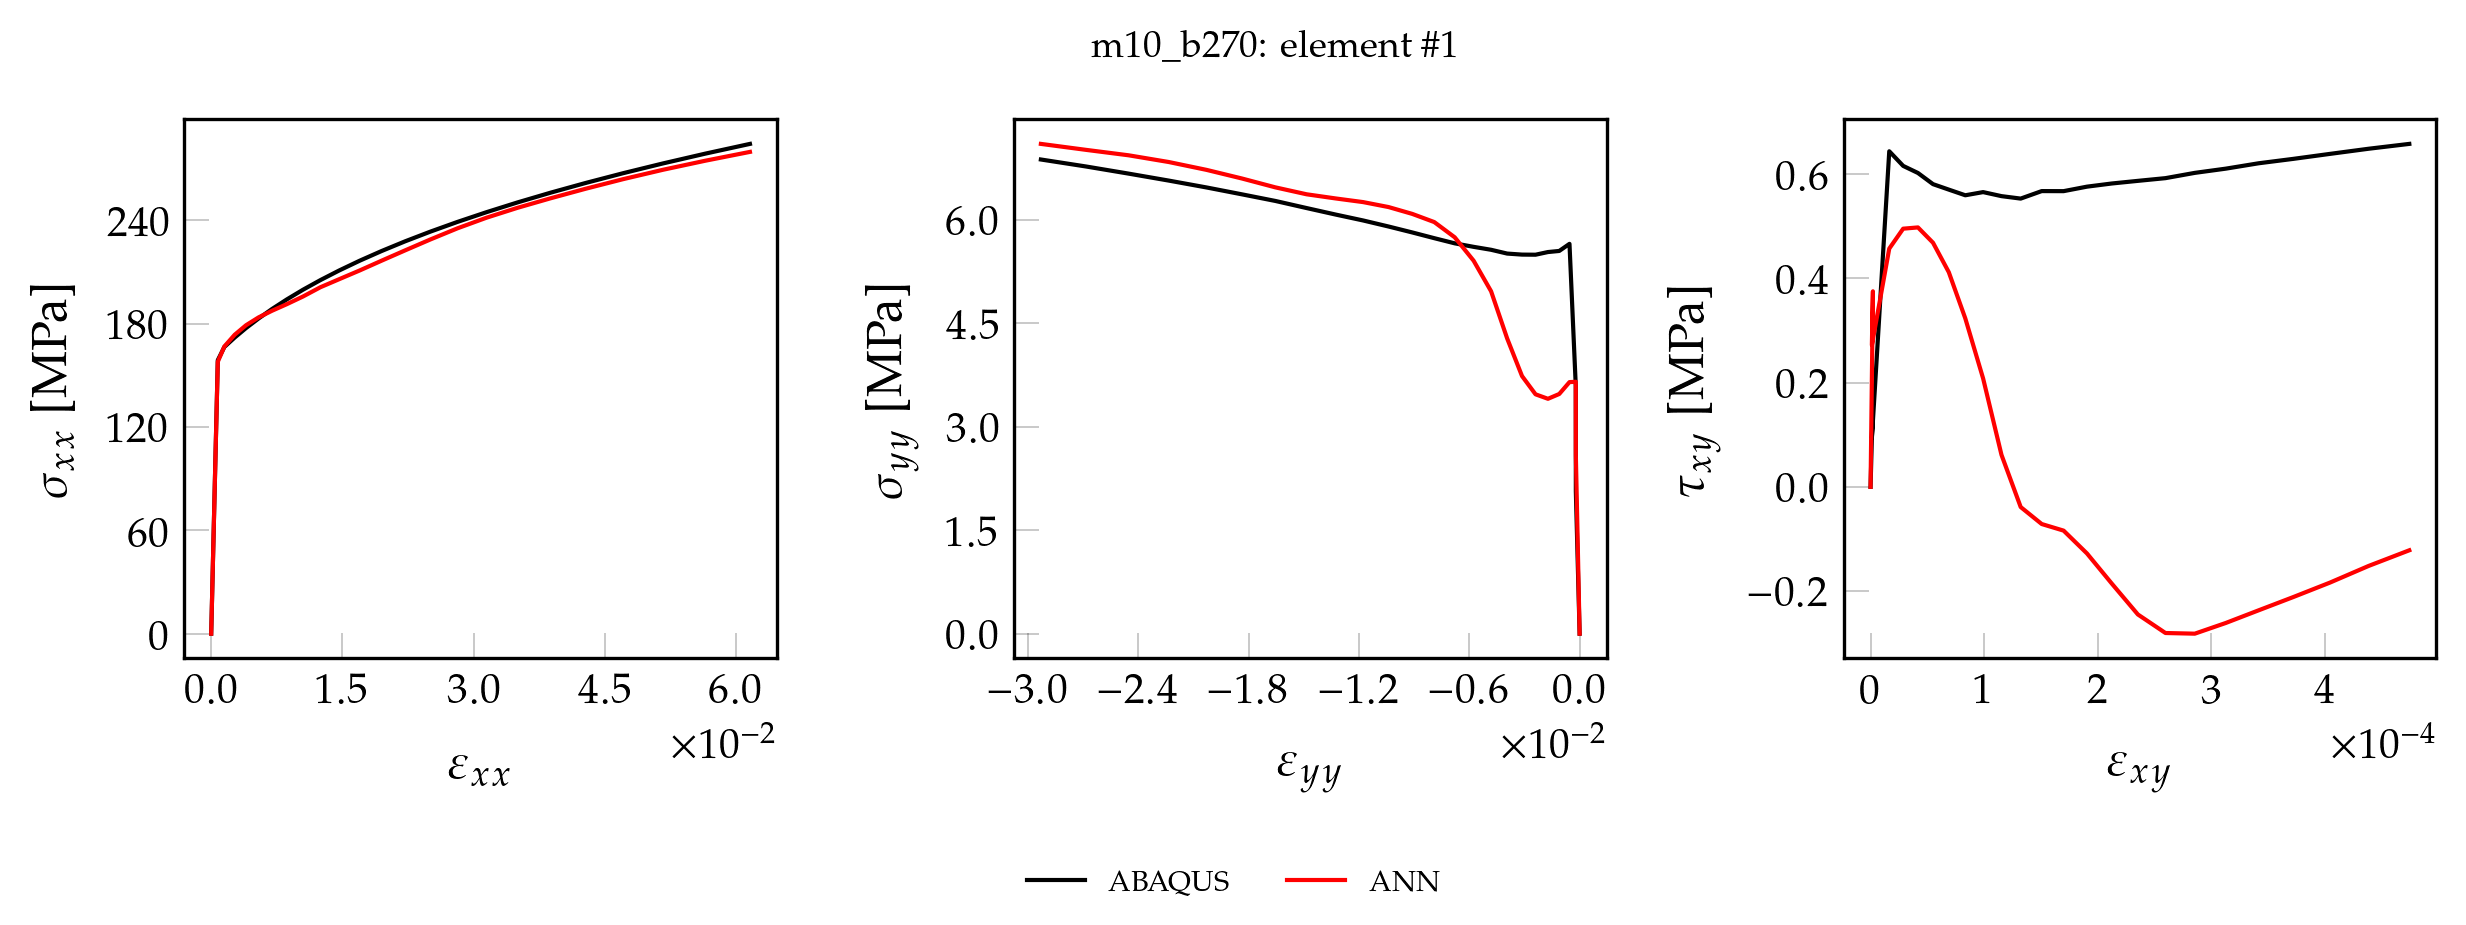 m10_b270: element #1
σxx [MPa]
240
180
120
60
0
0.0 1.5 3.0 4.5 6.0
×10−2
εxx
σyy [MPa]
6.0
4.5
3.0
1.5
0.0
−3.0 −2.4 −1.8 −1.2 −0.6 0.0
×10−2
εyy
τxy [MPa]
0.6
0.4
0.2
0.0
−0.2
0 1 2 3 4
×10−4
εxy
ABAQUS ANN